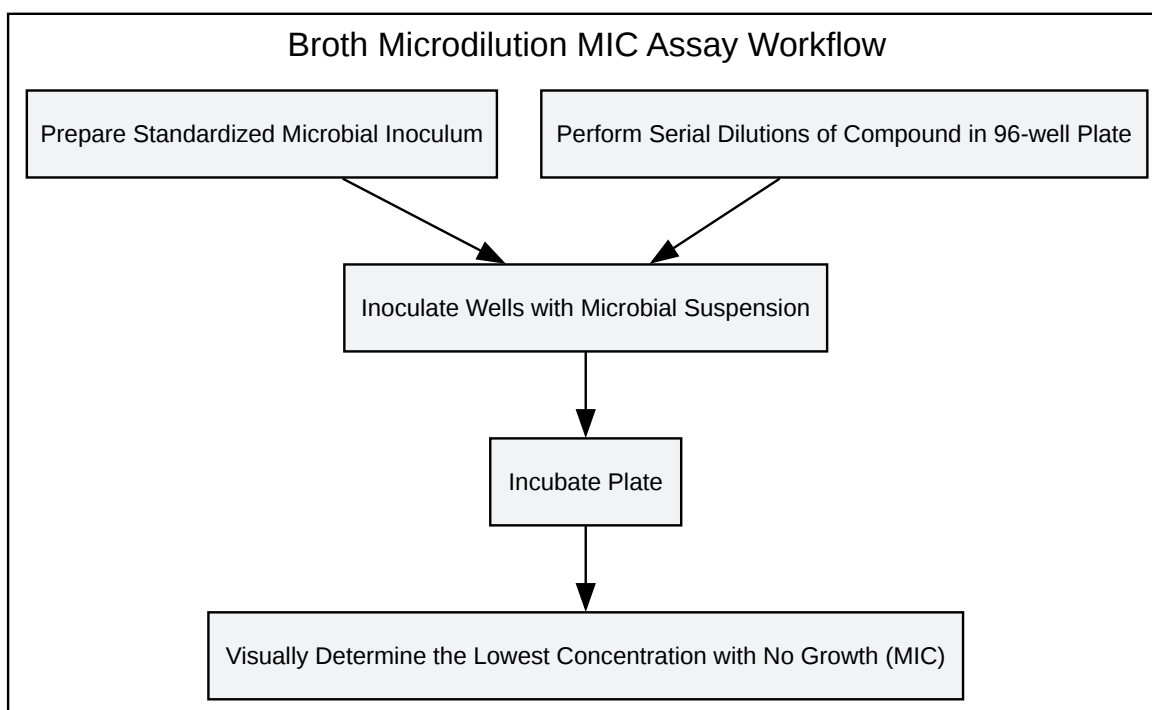 Broth Microdilution MIC Assay Workflow
Prepare Standardized Microbial Inoculum
Perform Serial Dilutions of Compound in 96-well Plate
Inoculate Wells with Microbial Suspension
Incubate Plate
Visually Determine the Lowest Concentration with No Growth (MIC)